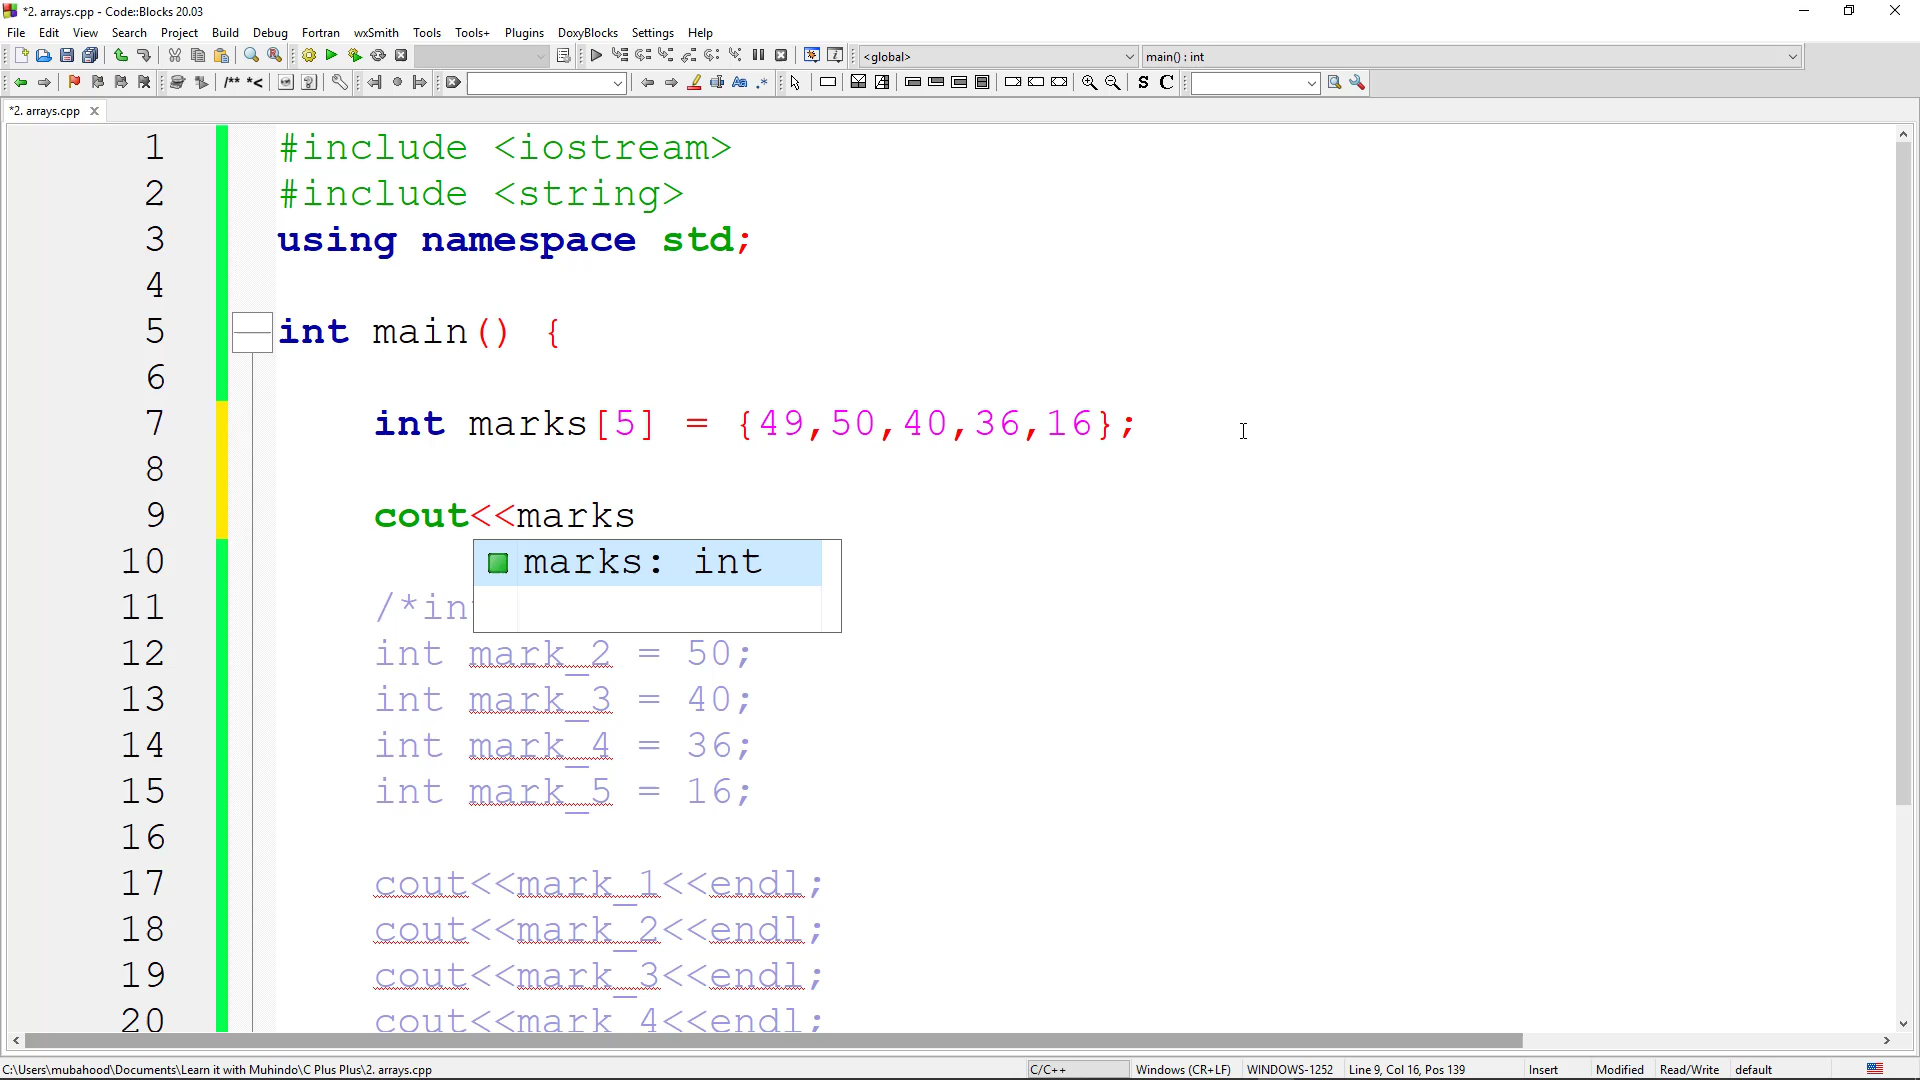 *2. arrays.cpp - Code::Blocks 20.03
File Edit View Search Project Build Debug Fortran wxSmith Tools Tools+ Plugins DoxyBlocks Settings Help
<global> main() : int
/** *< Aa .* S C
*2. arrays.cpp
1 #include <iostream>
2 #include <string>
3 using namespace std;
4
5 int main() {
6
7 int marks[5] = {49,50,40,36,16};
8
9 cout<<marks
10 marks: int
11 /*in
12 int mark_2 = 50;
13 int mark_3 = 40;
14 int mark_4 = 36;
15 int mark_5 = 16;
16
17 cout<<mark_1<<endl;
18 cout<<mark_2<<endl;
19 cout<<mark_3<<endl;
20 cout<<mark_4<<endl;
C:\Users\mubahood\Documents\Learn it with Muhindo\C Plus Plus\2. arrays.cpp C/C++ Windows (CR+LF) WINDOWS-1252 Line 9, Col 16, Pos 139 Insert Modified Read/Write default